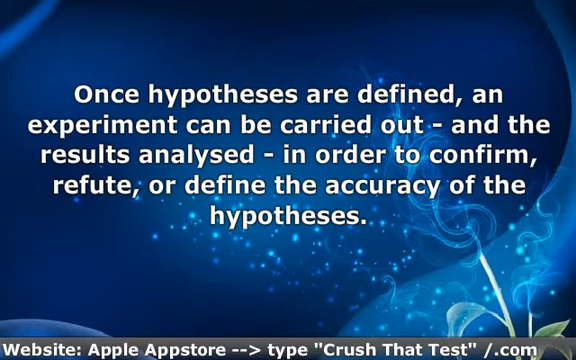 Once hypotheses are defined, an
experiment can be carried out - and the
results analysed - in order to confirm,
refute, or define the accuracy of the
hypotheses.
Website: Apple Appstore --> type "Crush That Test" /.com